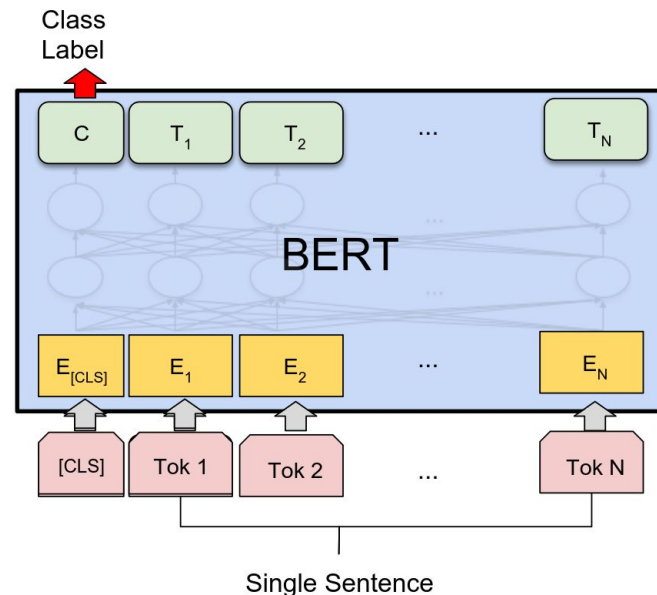 Class
Label
C T1 T2 ... TN
...
BERT
...
E[CLS] E1 E2 ... EN
[CLS] Tok 1 Tok 2 ... Tok N
Single Sentence